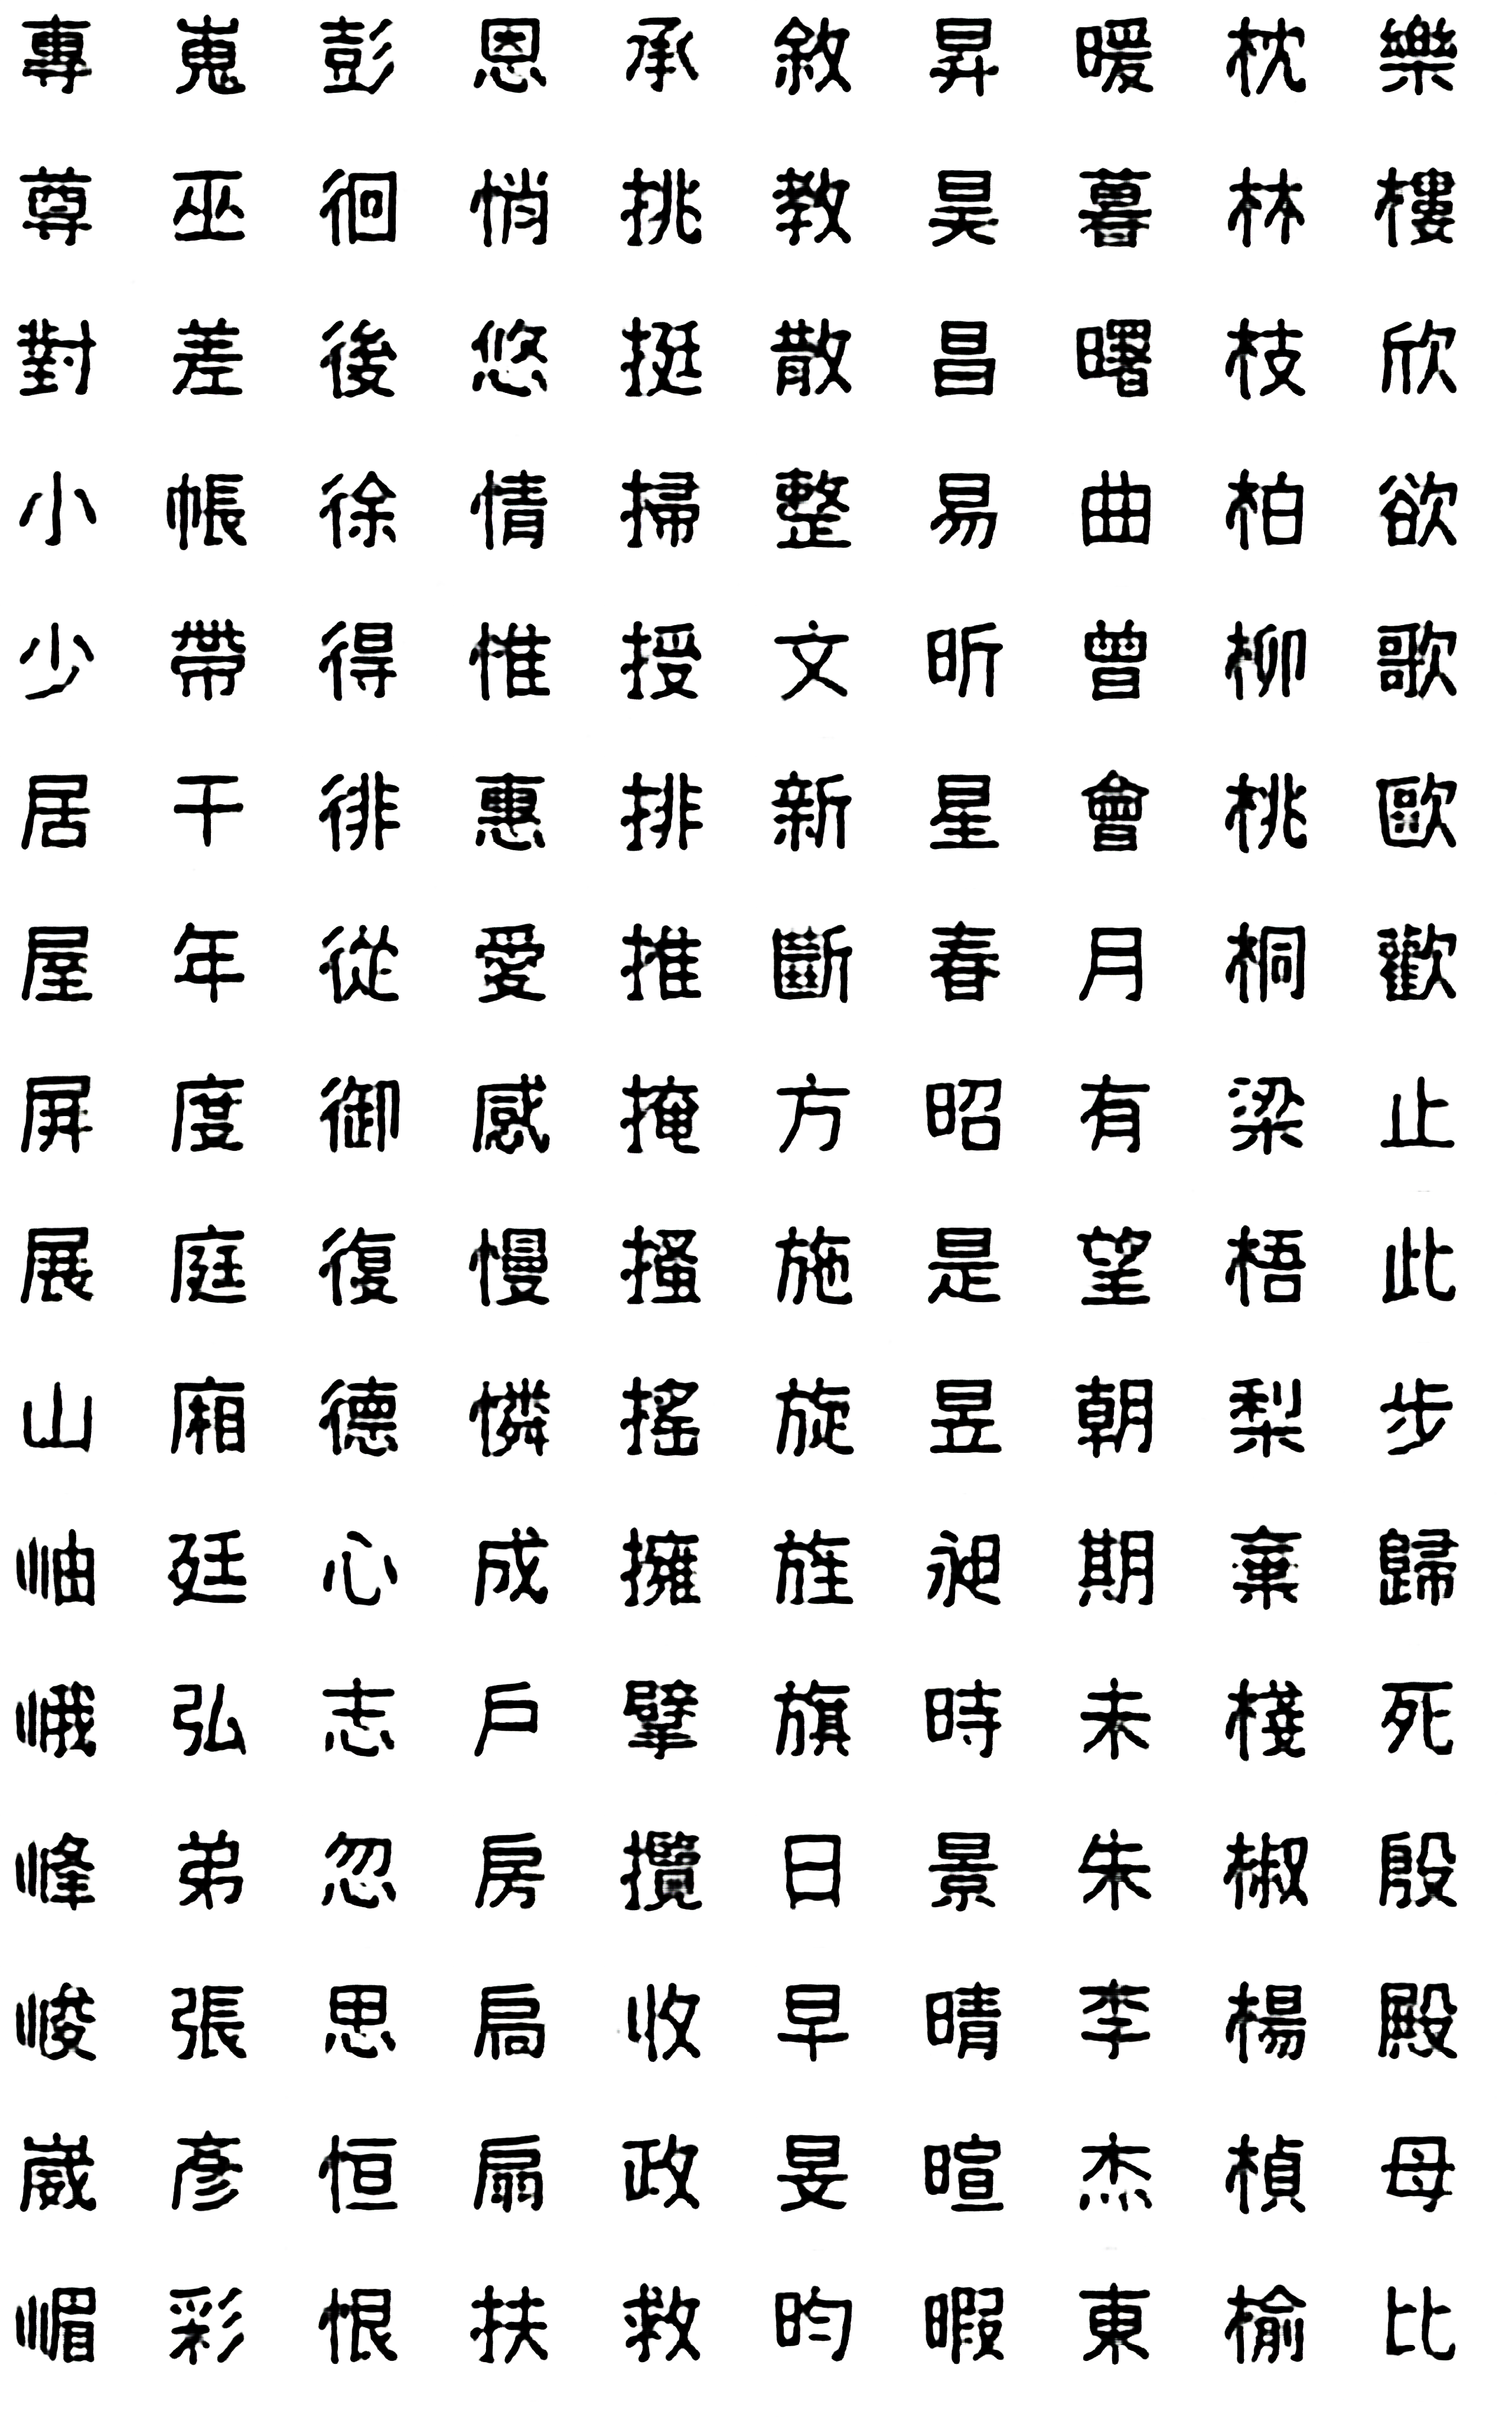 專 嵬 彭 恩 承 敘 昇 暖 枕 樂
尊 巫 徊 悄 挑 教 昊 暮 林 樓
對 差 後 悠 挺 散 昌 曙 枝 欣
小 帳 徐 情 掃 整 易 曲 柏 欲
少 帶 得 惟 授 文 昕 曾 柳 歌
居 干 徘 惠 排 新 星 會 桃 歐
屋 年 從 愛 推 斷 春 月 桐 歡
屏 度 御 感 掩 方 昭 有 梁 止
展 庭 復 慢 搔 施 是 望 梧 此
山 廂 德 憐 搖 旋 昱 朝 梨 步
岫 廷 心 成 擁 旌 昶 期 棄 歸
峨 弘 志 戶 擘 旗 時 未 棧 死
峰 弟 忽 房 攬 日 景 朱 椒 殷
峻 張 思 扃 收 早 晴 李 楊 殿
崴 彥 恒 扇 政 旻 暄 杰 楨 母
嵋 彩 恨 扶 救 昀 暇 東 榆 比